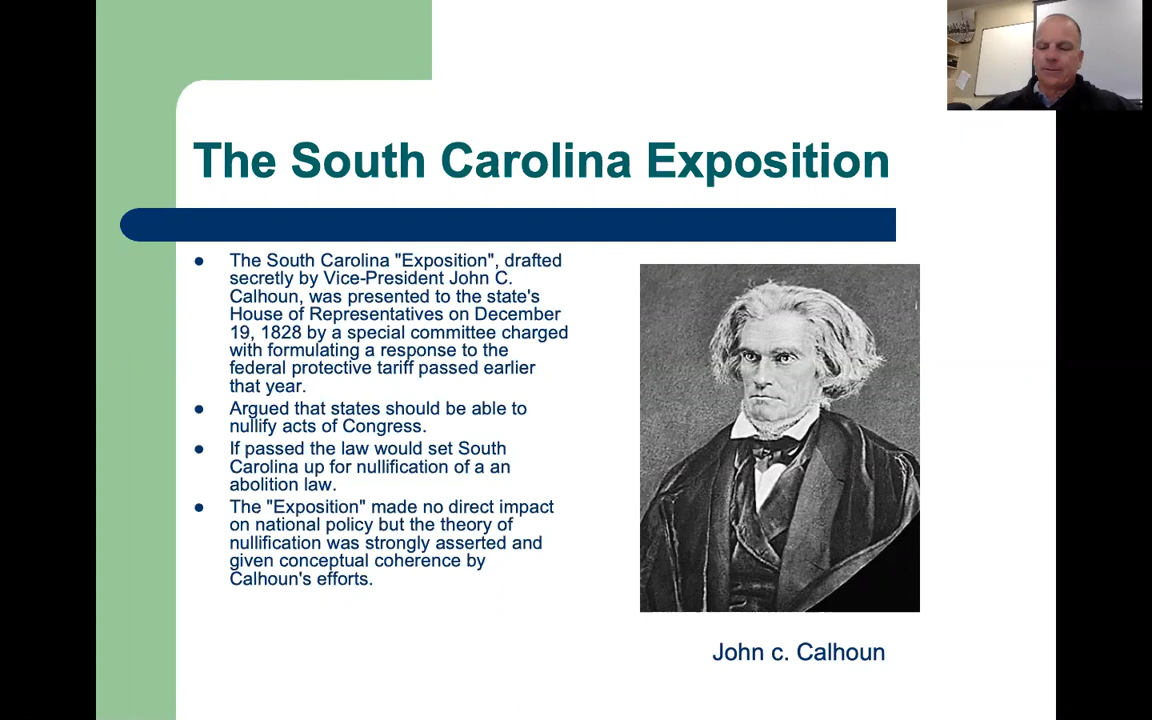 The South Carolina Exposition
The South Carolina "Exposition", drafted
secretly by Vice-President John C.
Calhoun, was presented to the state's
House of Representatives on December
19, 1828 by a special committee charged
with formulating a response to the
federal protective tariff passed earlier
that year.
Argued that states should be able to
nullify acts of Congress.
If passed the law would set South
Carolina up for nullification of a an
abolition law.
The "Exposition" made no direct impact
on national policy but the theory of
nullification was strongly asserted and
given conceptual coherence by
Calhoun's efforts.
John c. Calhoun